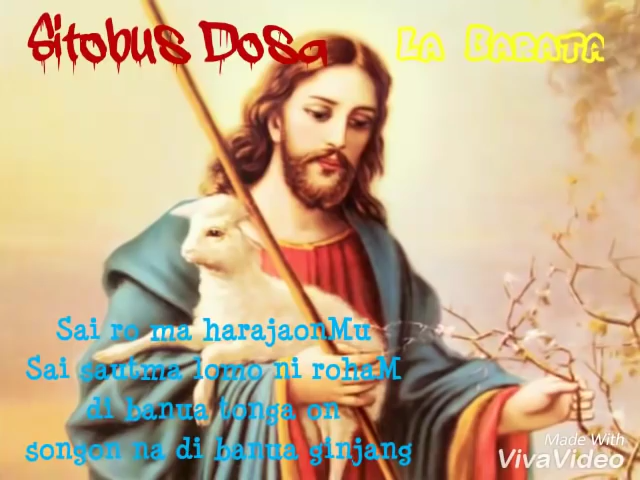 Sitobus Dosa
La Barata
Sai ro ma harajaonMu
Sai sautma lomo ni rohaM
di banua tonga on
songon na di banua ginjang
Made With
VivaVideo